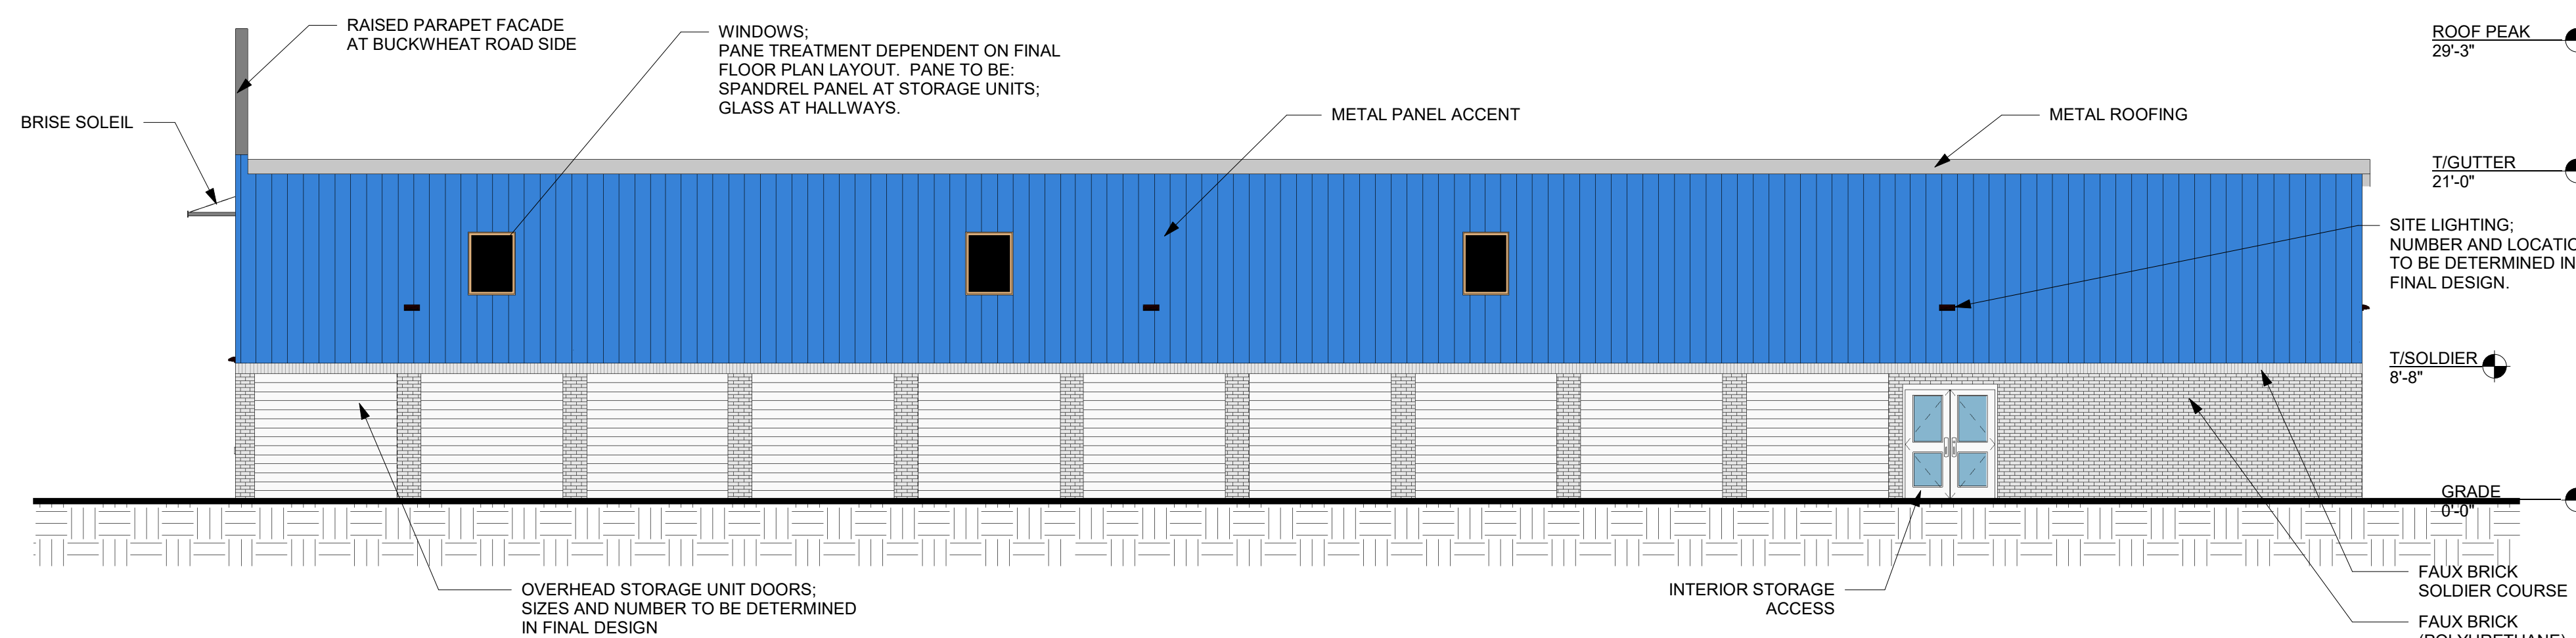 RAISED PARAPET FACADE
AT BUCKWHEAT ROAD SIDE
WINDOWS;
PANE TREATMENT DEPENDENT ON FINAL
FLOOR PLAN LAYOUT.  PANE TO BE:
SPANDREL PANEL AT STORAGE UNITS;
GLASS AT HALLWAYS.
ROOF PEAK
29'-3"
BRISE SOLEIL
METAL PANEL ACCENT
METAL ROOFING
T/GUTTER
21'-0"
SITE LIGHTING;
NUMBER AND
TO BE DETERMINED IN
FINAL DESIGN.
T/SOLDIER
8'-8"
GRADE
0'-0"
OVERHEAD STORAGE UNIT DOORS;
SIZES AND NUMBER TO BE DETERMINED
IN FINAL DESIGN
INTERIOR STORAGE
ACCESS
FAUX BRICK
SOLDIER COURSE
FAUX BRICK